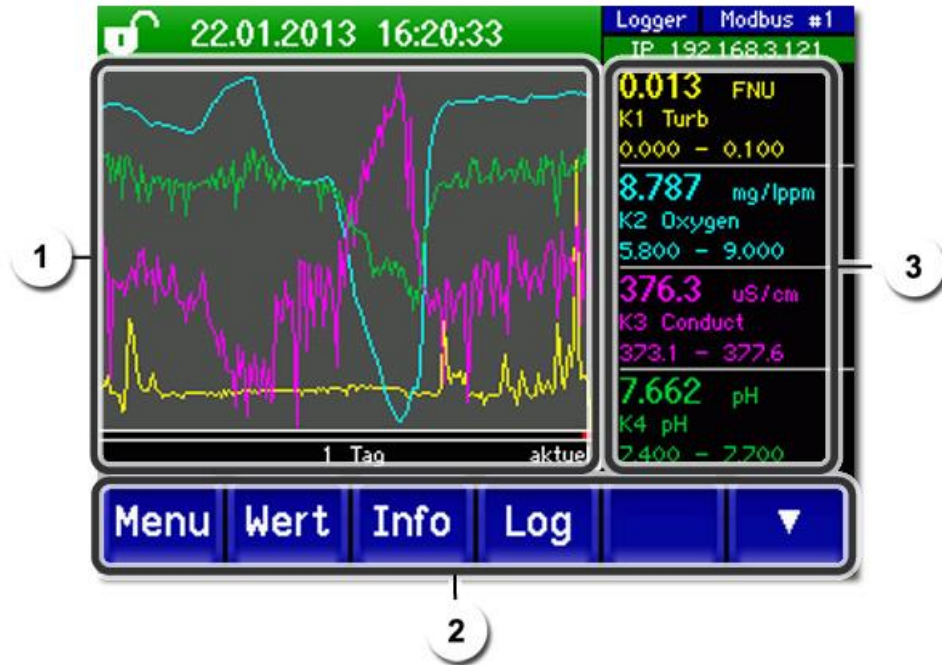 22.01.2013 16:20:33
Logger Modbus #1
IP 192.168.3.121
0.013 FNU
K1 Turb
0.000 - 0.100
8.787 mg/lppm
K2 Oxygen
5.800 - 9.000
376.3 uS/cm
K3 Conduct
373.1 - 377.6
7.662 pH
K4 pH
7.400 - 7.700
1 Tag aktue
Menu Wert Info Log ▼
1
2
3